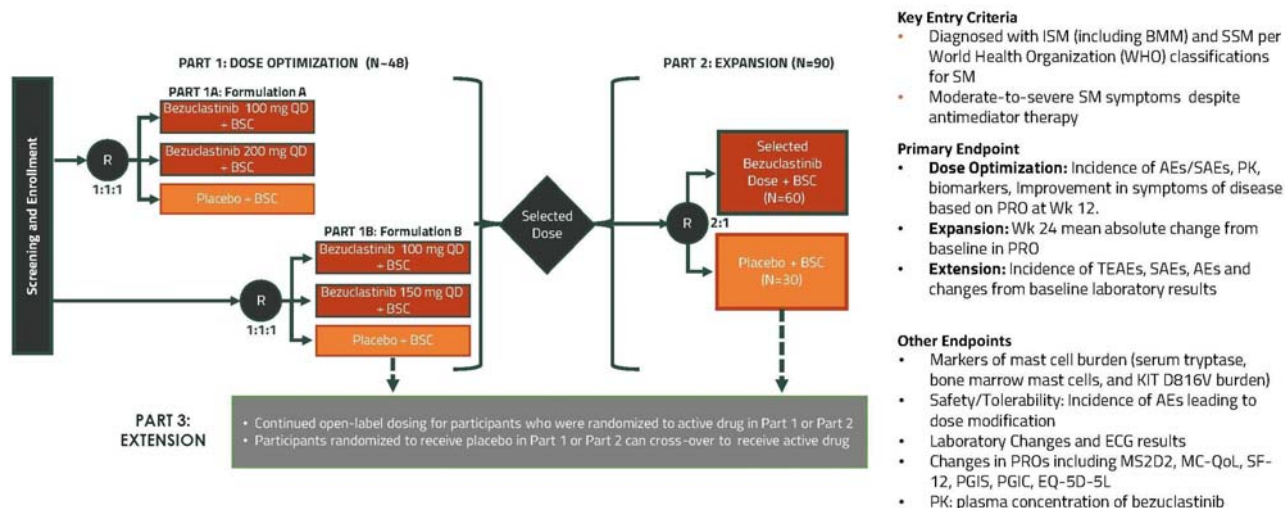 PART 1: DOSE OPTIMIZATION (N~48)
PART 1A: Formulation A
Bezuclastinib 100 mg QD
+ BSC
Bezuclastinib 200 mg QD
+ BSC
Placebo + BSC
R
1:1:1
Screening and Enrollment
PART 1B: Formulation B
Bezuclastinib 100 mg QD
+ BSC
Bezuclastinib 150 mg QD
+ BSC
Placebo + BSC
R
1:1:1
Selected
Dose
PART 2: EXPANSION (N=90)
R
2:1
Selected
Bezuclastinib
Dose + BSC
(N=60)
Placebo + BSC
(N=30)
PART 3:
EXTENSION
• Continued open-label dosing for participants who were randomized to active drug in Part 1 or Part 2
• Participants randomized to receive placebo in Part 1 or Part 2 can cross-over to receive active drug
Key Entry Criteria
• Diagnosed with ISM (including BMM) and SSM per
World Health Organization (WHO) classifications
for SM
• Moderate-to-severe SM symptoms despite
antimediator therapy
Primary Endpoint
• Dose Optimization: Incidence of AEs/SAEs, PK,
biomarkers, Improvement in symptoms of disease
based on PRO at Wk 12.
• Expansion: Wk 24 mean absolute change from
baseline in PRO
• Extension: Incidence of TEAEs, SAEs, AEs and
changes from baseline laboratory results
Other Endpoints
• Markers of mast cell burden (serum tryptase,
bone marrow mast cells, and KIT D816V burden)
• Safety/Tolerability: Incidence of AEs leading to
dose modification
• Laboratory Changes and ECG results
• Changes in PROs including MS2D2, MC-QoL, SF-
12, PGIS, PGIC, EQ-5D-5L
• PK: plasma concentration of bezuclastinib